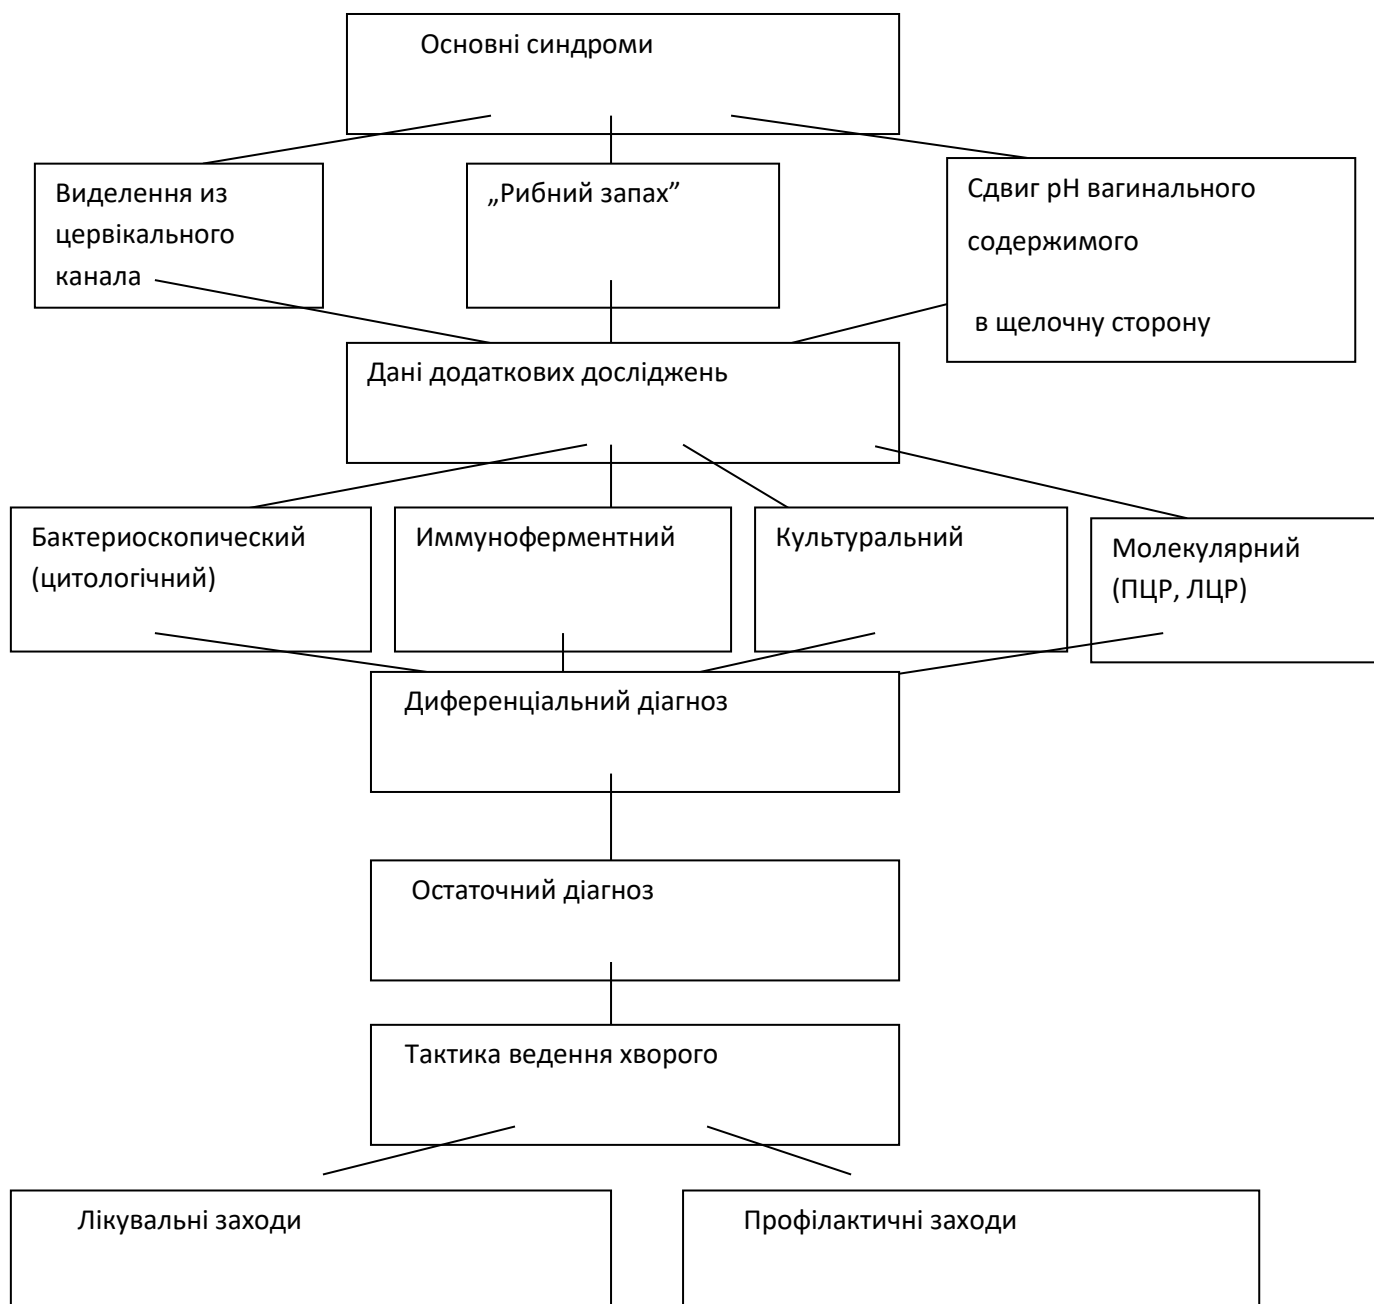 Основні синдроми
Виделення из
цервікального
канала
„Рибний запах”
Сдвиг рН вагинального
содержимого
в щелочну сторону
Дані додаткових досліджень
Бактериоскопический
(цитологічний)
Иммуноферментний
Культуральний
Молекулярний
(ПЦР, ЛЦР)
Диференціальний діагноз
Остаточний діагноз
Тактика ведення хворого
Лікувальні заходи
Профілактичні заходи